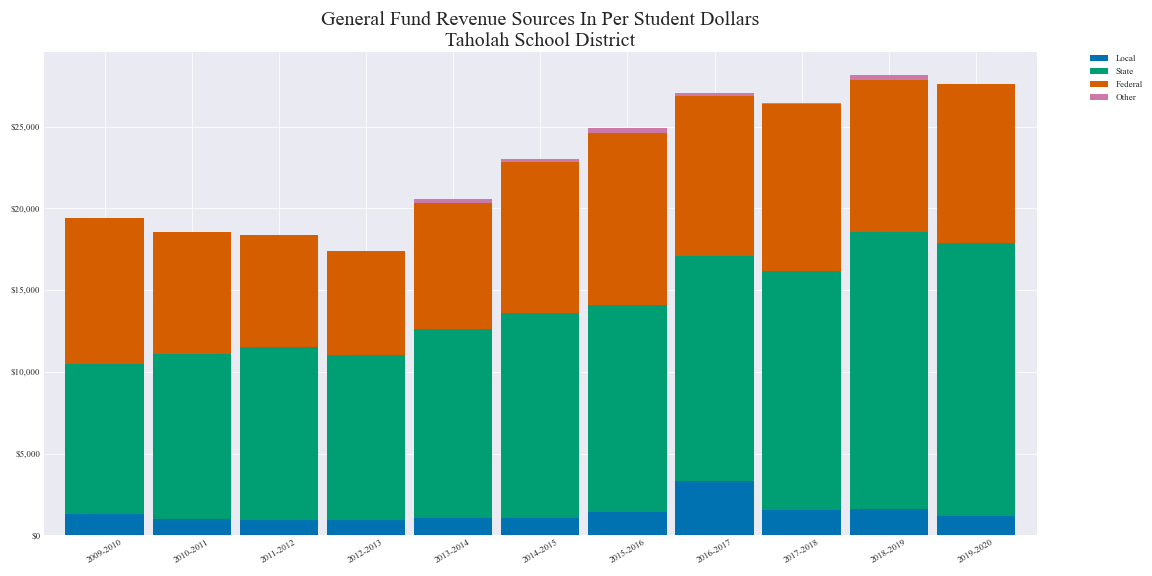 General Fund Revenue Sources In Per Student Dollars
Taholah School District
Local
State
Federal
Other
$25,000
$20,000
$15,000
$10,000
$5,000
$0
2009-2010
2010-2011
2011-2012
2012-2013
2013-2014
2014-2015
2015-2016
2016-2017
2017-2018
2018-2019
2019-2020